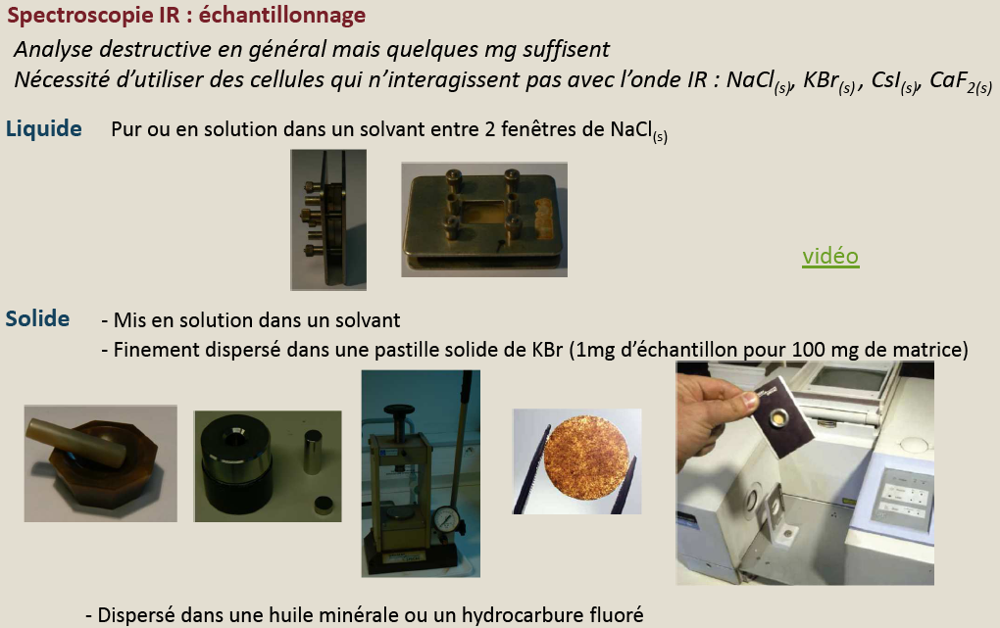 Spectroscopie IR : échantillonnage
Analyse destructive en général mais quelques mg suffisent
Nécessité d’utiliser des cellules qui n’interagissent pas avec l’onde IR : NaCl(s), KBr(s) , CsI(s), CaF2(s)
Liquide Pur ou en solution dans un solvant entre 2 fenêtres de NaCl(s)
vidéo
Solide - Mis en solution dans un solvant
- Finement dispersé dans une pastille solide de KBr (1mg d’échantillon pour 100 mg de matrice)
- Dispersé dans une huile minérale ou un hydrocarbure fluoré